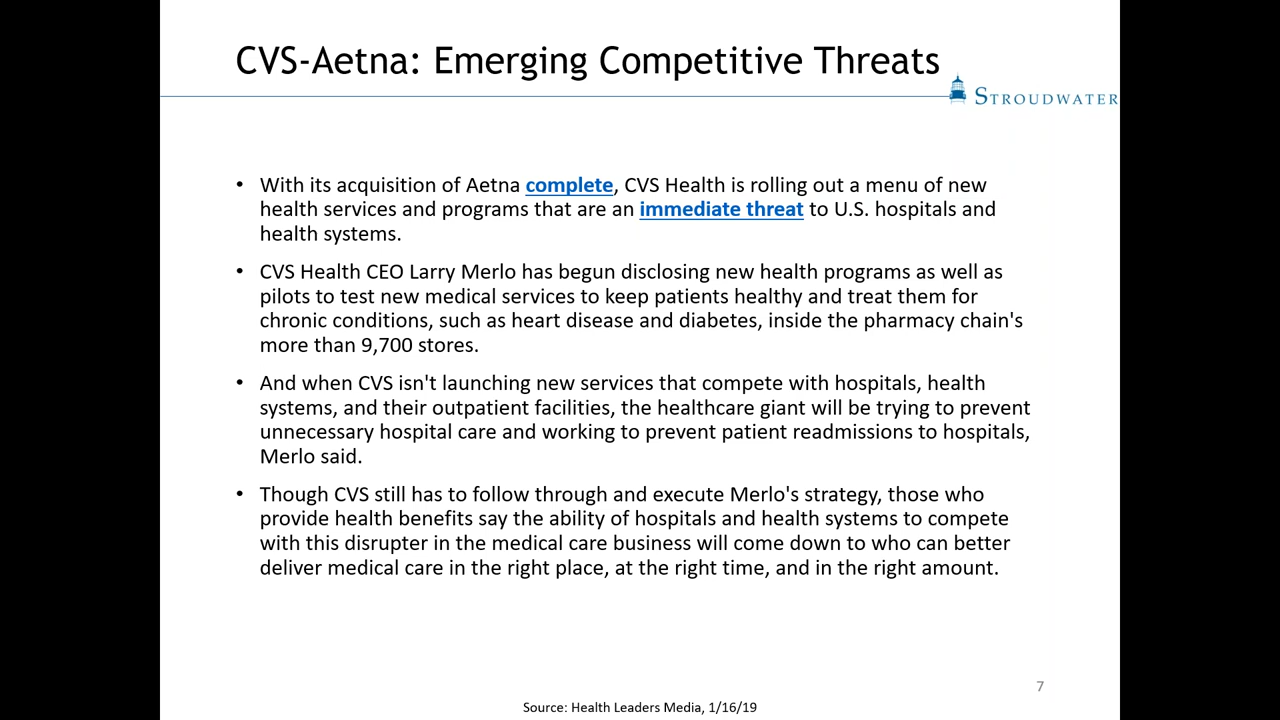 CVS-Aetna: Emerging Competitive Threats
STROUDWATER
• With its acquisition of Aetna complete, CVS Health is rolling out a menu of new
health services and programs that are an immediate threat to U.S. hospitals and
health systems.
• CVS Health CEO Larry Merlo has begun disclosing new health programs as well as
pilots to test new medical services to keep patients healthy and treat them for
chronic conditions, such as heart disease and diabetes, inside the pharmacy chain's
more than 9,700 stores.
• And when CVS isn't launching new services that compete with hospitals, health
systems, and their outpatient facilities, the healthcare giant will be trying to prevent
unnecessary hospital care and working to prevent patient readmissions to hospitals,
Merlo said.
• Though CVS still has to follow through and execute Merlo's strategy, those who
provide health benefits say the ability of hospitals and health systems to compete
with this disrupter in the medical care business will come down to who can better
deliver medical care in the right place, at the right time, and in the right amount.
7
Source: Health Leaders Media, 1/16/19